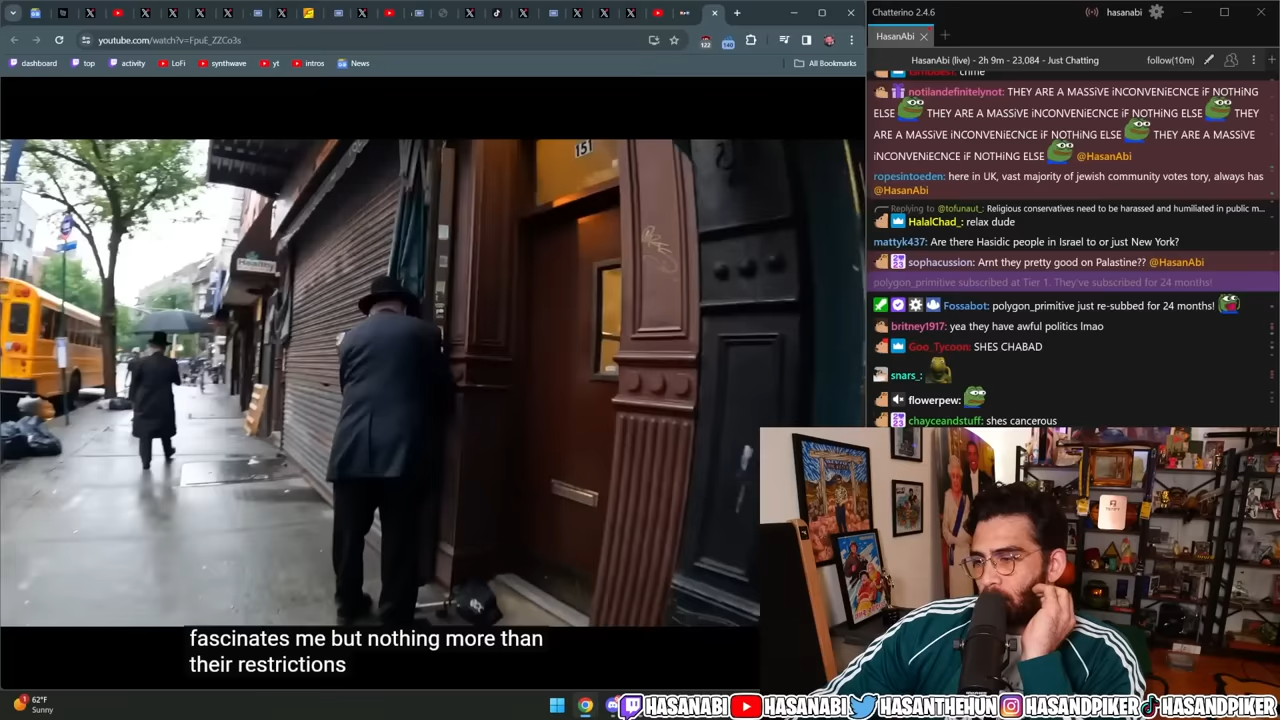 Chatterino 2.4.6
hasanabi
youtube.com/watch?v=FpuE_ZZCo3s
122
140
HasanAbi
dashboard
top
activity
LoFi
synthwave
yt
intros
News
All Bookmarks
HasanAbi (live) - 2h 9m - 23,084 - Just Chatting
follow(10m)
notilandefinitelynot: THEY ARE A MASSiVE iNCONVENiECNCE iF NOTHiNG
ELSE THEY ARE A MASSiVE iNCONVENiECNCE iF NOTHiNG ELSE THEY
ARE A MASSiVE iNCONVENiECNCE iF NOTHiNG ELSE THEY ARE A MASSiVE
iNCONVENiECNCE iF NOTHiNG ELSE @HasanAbi
ropesintoeden: here in UK, vast majority of jewish community votes tory, always has
@HasanAbi
Replying to @tofunaut_: Religious conservatives need to be harassed and humiliated in public m...
HalalChad_: relax dude
mattyk437: Are there Hasidic people in Israel to or just New York?
sophacussion: Arnt they pretty good on Palastine?? @HasanAbi
polygon_primitive subscribed at Tier 1. They've subscribed for 24 months!
Fossabot: polygon_primitive just re-subbed for 24 months!
britney1917: yea they have awful politics lmao
Goo_Tycoon: SHES CHABAD
snars_:
flowerpew:
chayceandstuff: shes cancerous
151
fascinates me but nothing more than
their restrictions
1
62°F
Sunny
HASANABI
HASANABI
HASANTHEHUN
HASANDPIKER
HASANDPIKER